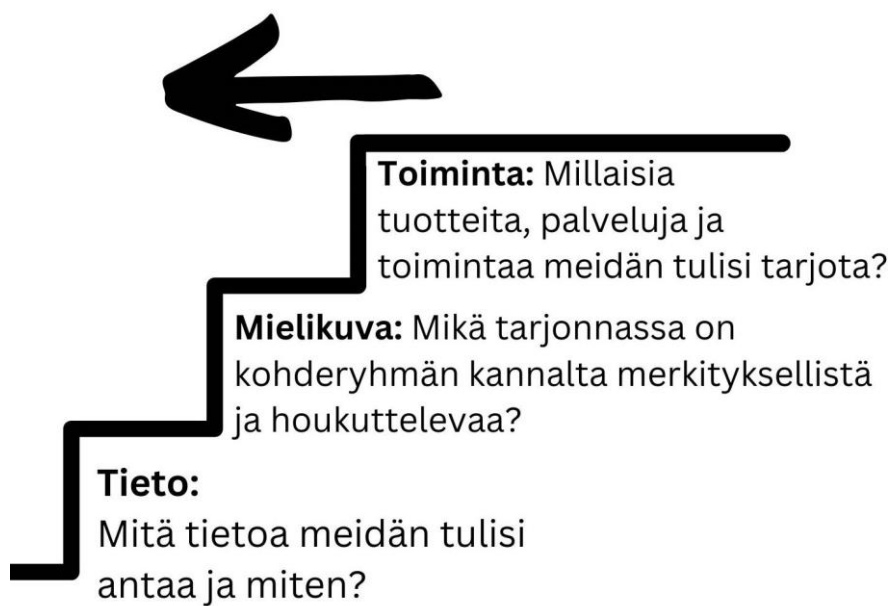 Toiminta: Millaisia
tuotteita, palveluja ja
toimintaa meidän tulisi tarjota?
Mielikuva: Mikä tarjonnassa on
kohderyhmän kannalta merkityksellistä
ja houkuttelevaa?
Tieto:
Mitä tietoa meidän tulisi
antaa ja miten?